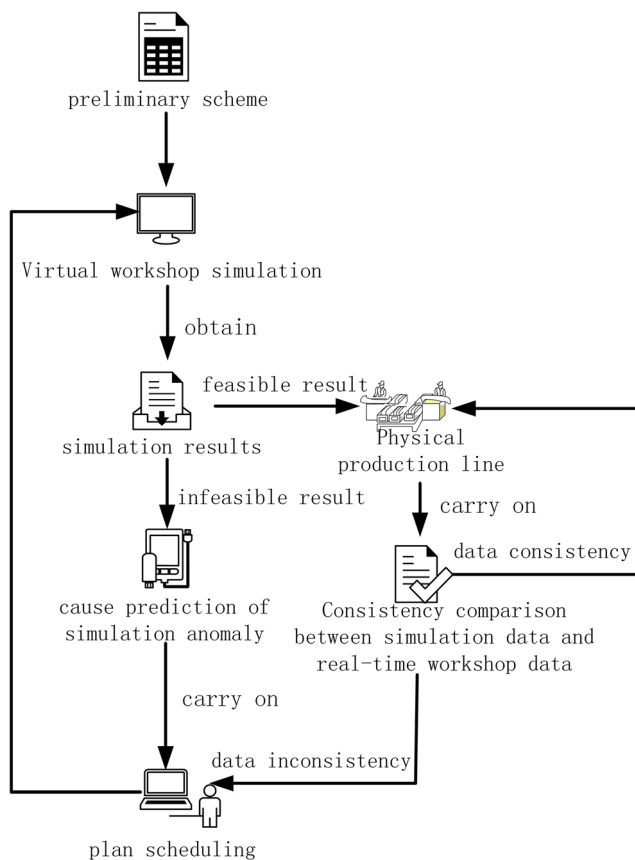 preliminary scheme
Virtual workshop simulation
obtain
feasible result
simulation results
Physical
production line
infeasible result
carry on
data consistency
cause prediction of
simulation anomaly
Consistency comparison
between simulation data and
real-time workshop data
carry on
data inconsistency
plan scheduling